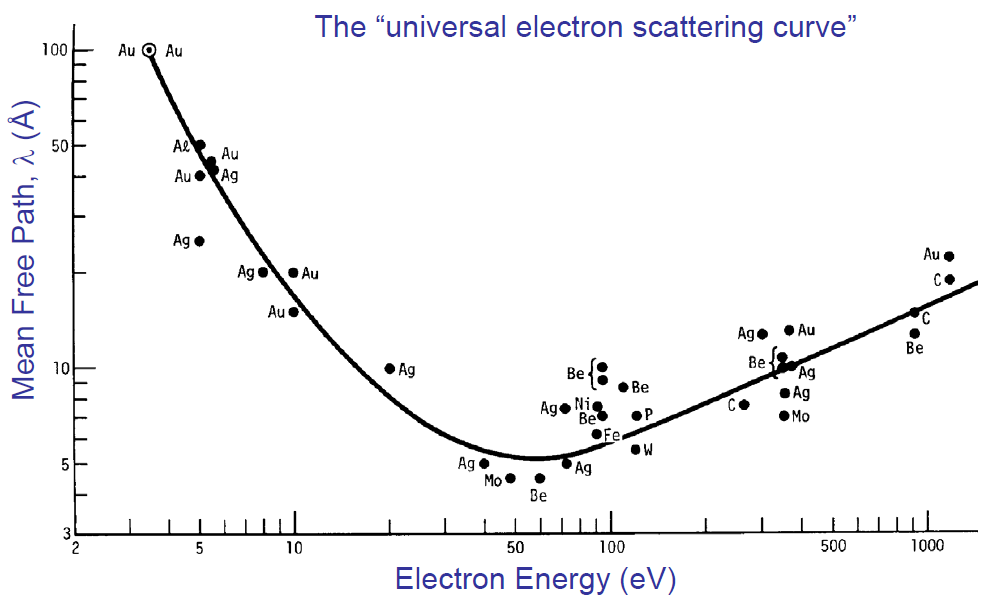 The “universal electron scattering curve”
Mean Free Path, λ (Å)
100
50
10
5
3
Au Au
Aℓ
Au
Au Ag
Ag
Ag Au
Au
Ag
Ag
Mo
Be
Ag
Ag
Be
Be
Ni
Be
P
Fe
W
Ag Au
Be
Ag
Ag
C
Mo
Au
C
C
Be
2 5 10 50 100 500 1000
Electron Energy (eV)